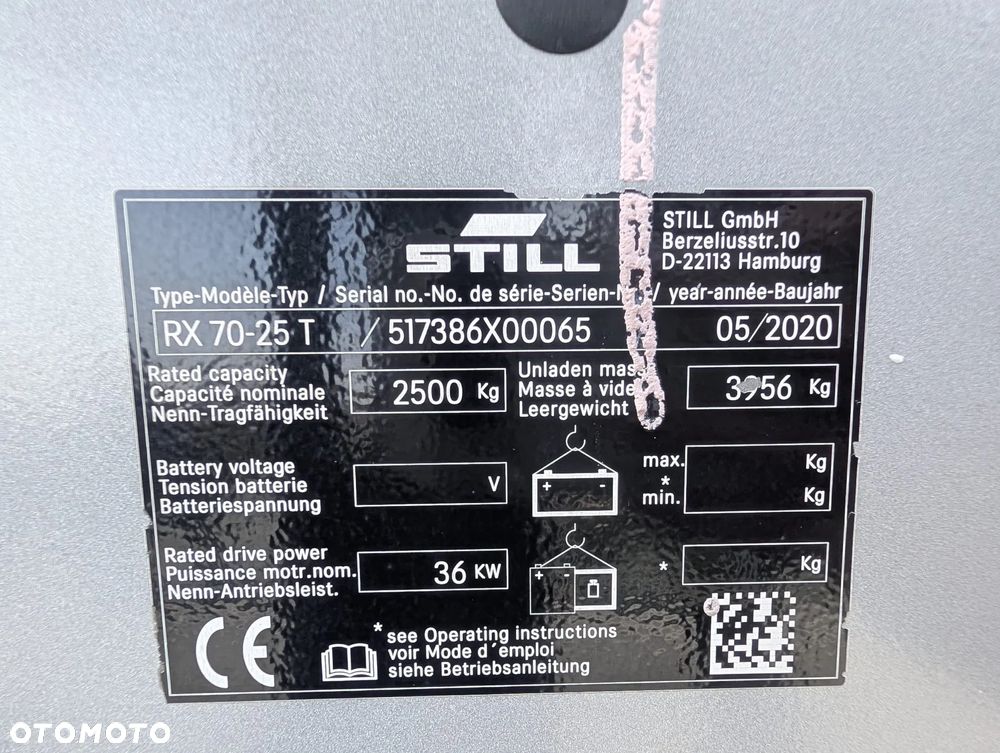 STILL
STILL GmbH
Berzeliusstr.10
D-22113 Hamburg
Type-Modèle-Typ / Serial no.-No. de série-Serien- / year-année-Baujahr
RX 70-25 T / 517386X00065 05/2020
Rated capacity
Capacité nominale
Nenn-Tragfähigkeit
2500 Kg
Unladen mass
Masse à vide
Leergewicht
3956 Kg
Battery voltage
Tension batterie
Batteriespannung
V
+ -
max. Kg
*
min. Kg
Rated drive power
Puissance motr.nom.
Nenn-Antriebsleist.
36 KW
+ -
* Kg
CE
* see Operating instructions
voir Mode d´emploi
siehe Betriebsanleitung
OTOMOTO